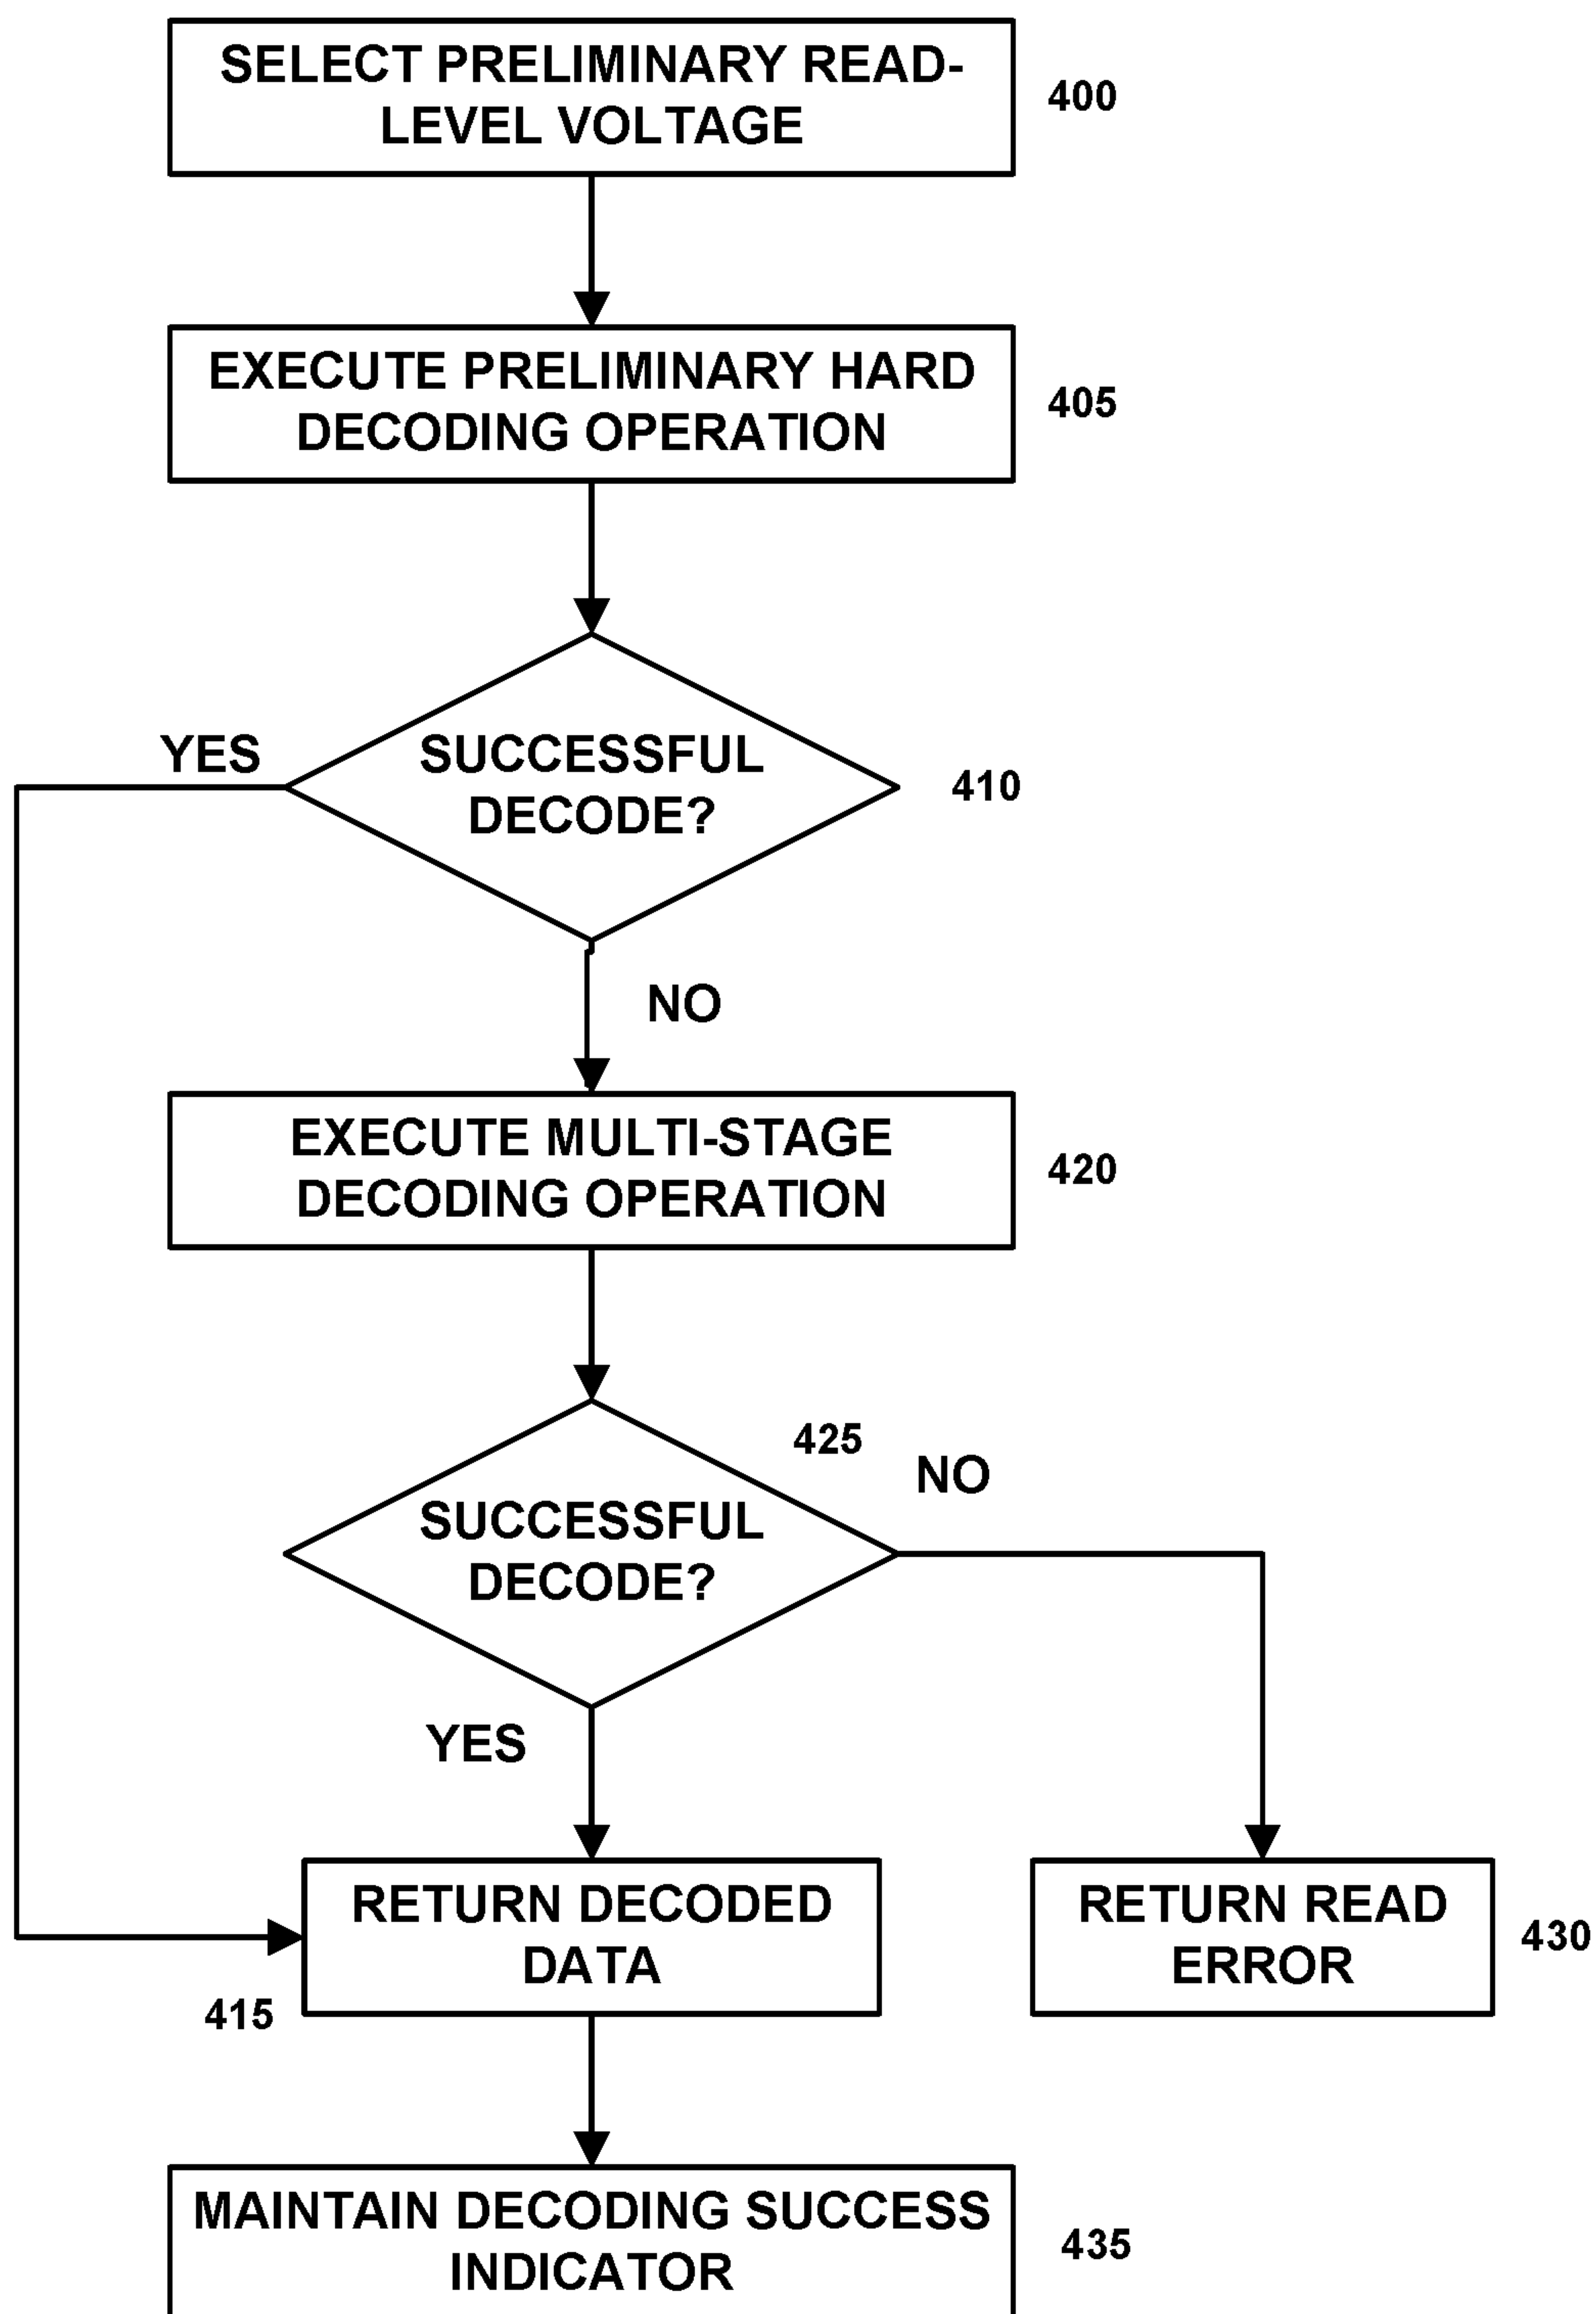 SELECT PRELIMINARY READ-
LEVEL VOLTAGE
400
EXECUTE PRELIMINARY HARD
DECODING OPERATION
405
YES
SUCCESSFUL
DECODE?
410
NO
EXECUTE MULTI-STAGE
DECODING OPERATION
420
425
NO
SUCCESSFUL
DECODE?
YES
RETURN DECODED
DATA
415
RETURN READ
ERROR
430
MAINTAIN DECODING SUCCESS
INDICATOR
435